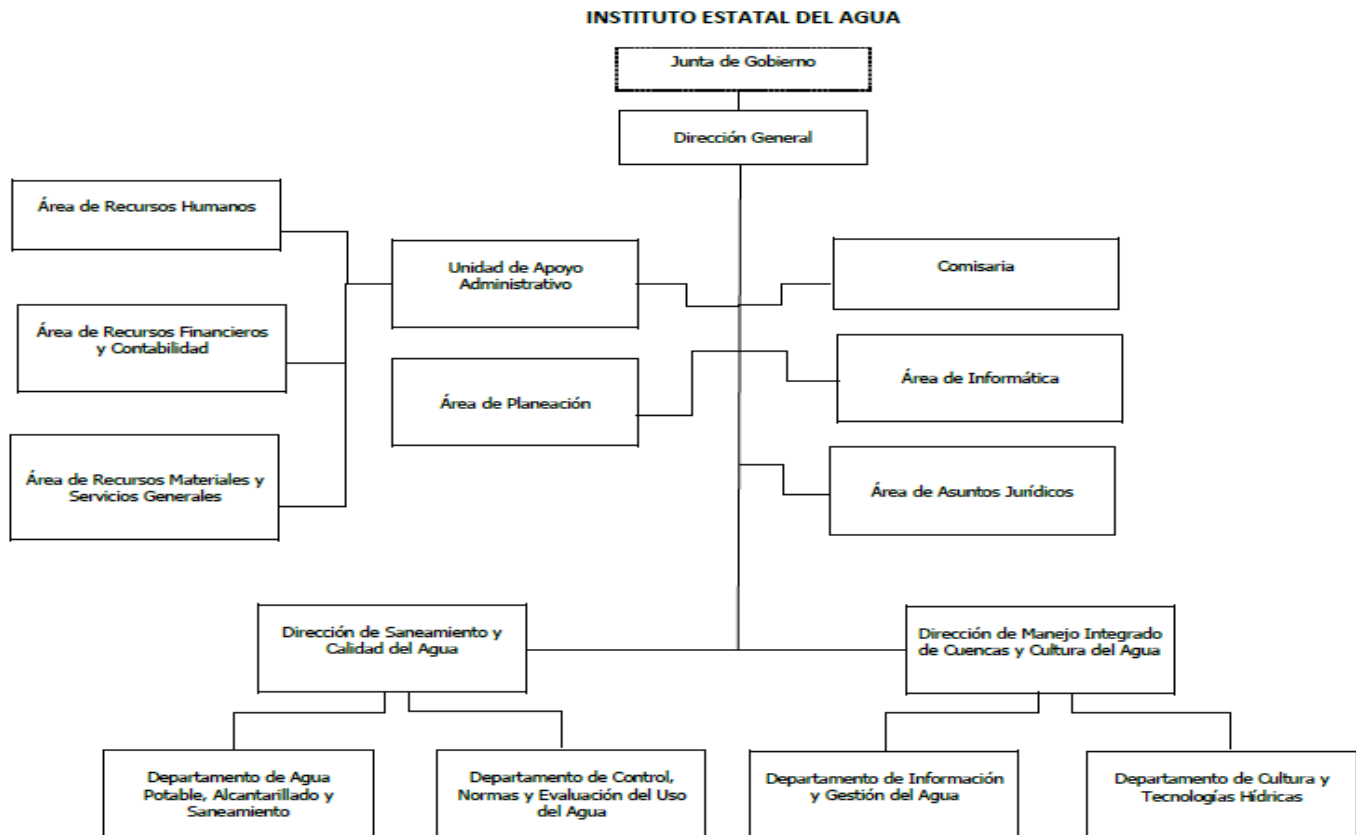 INSTITUTO ESTATAL DEL AGUA
Junta de Gobierno
Dirección General
Área de Recursos Humanos
Unidad de Apoyo
Administrativo
Comisaria
Área de Recursos Financieros
y Contabilidad
Área de Planeación
Área de Informática
Área de Recursos Materiales y
Servicios Generales
Área de Asuntos Jurídicos
Dirección de Saneamiento y
Calidad del Agua
Dirección de Manejo Integrado
de Cuencas y Cultura del Agua
Departamento de Agua
Potable, Alcantarillado y
Saneamiento
Departamento de Control,
Normas y Evaluación del Uso
del Agua
Departamento de Información
y Gestión del Agua
Departamento de Cultura y
Tecnologías Hídricas